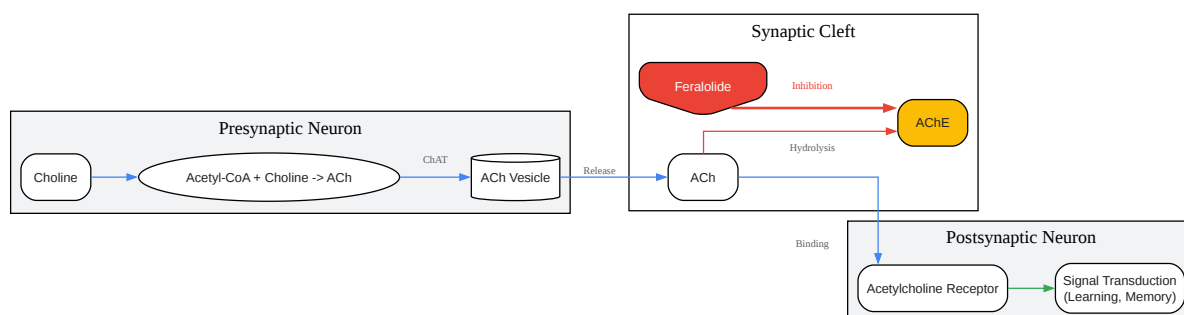 Presynaptic Neuron
Choline
Acetyl-CoA + Choline -> ACh
ChAT
ACh Vesicle
Release
Synaptic Cleft
Feralolide
Inhibition
AChE
Hydrolysis
ACh
Binding
Postsynaptic Neuron
Acetylcholine Receptor
Signal Transduction
(Learning, Memory)